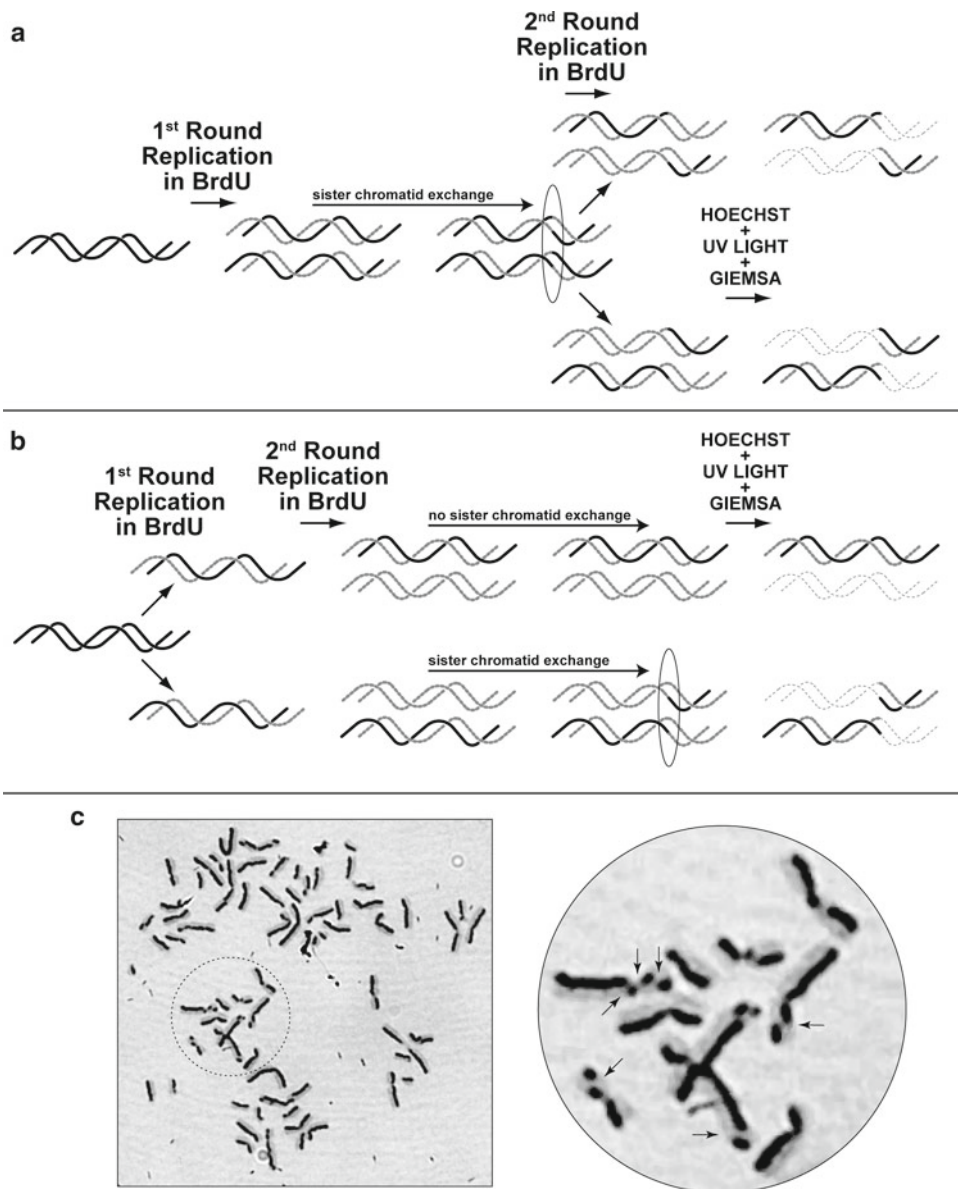 a
1st Round
Replication
in BrdU
sister chromatid exchange
2nd Round
Replication
in BrdU
HOECHST
+
UV LIGHT
+
GIEMSA
b
1st Round
Replication
in BrdU
2nd Round
Replication
in BrdU
no sister chromatid exchange
sister chromatid exchange
HOECHST
+
UV LIGHT
+
GIEMSA
c